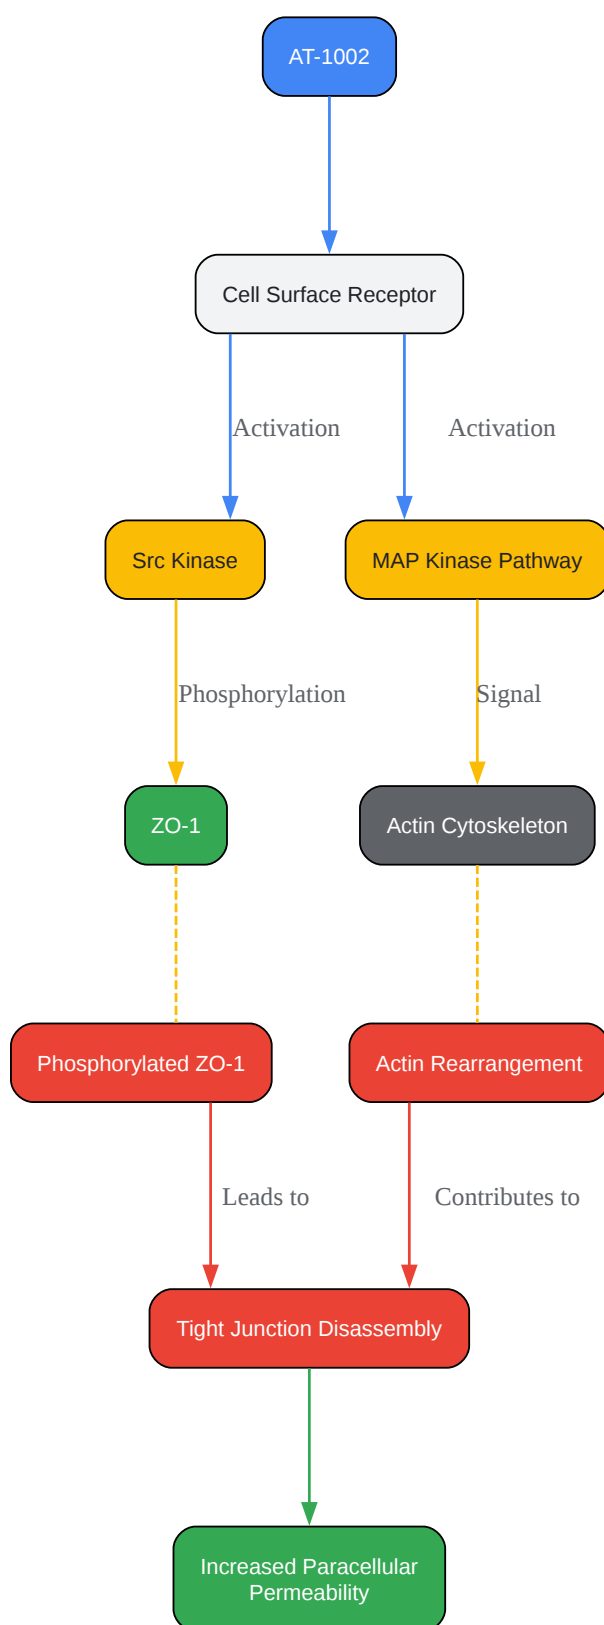 AT-1002
Cell Surface Receptor
Activation
Activation
Src Kinase
MAP Kinase Pathway
Phosphorylation
Signal
ZO-1
Actin Cytoskeleton
Phosphorylated ZO-1
Actin Rearrangement
Leads to
Contributes to
Tight Junction Disassembly
Increased Paracellular
Permeability